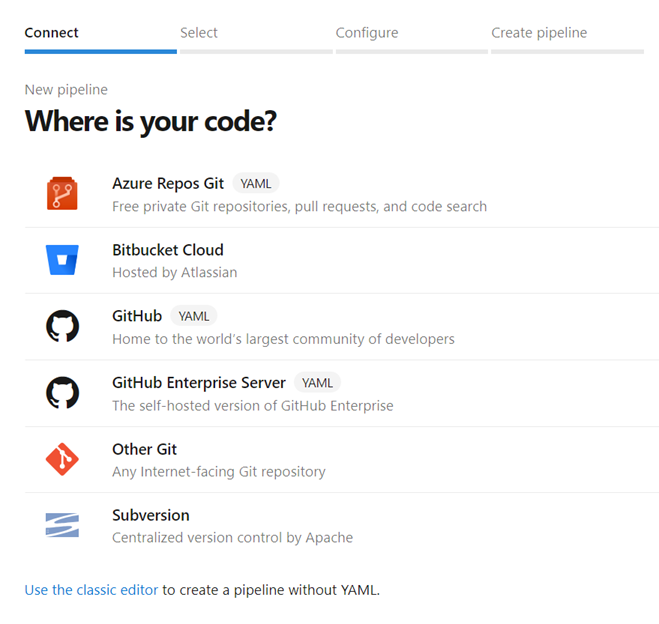 Connect Select Configure Create pipeline
New pipeline
Where is your code?
Azure Repos Git YAML
Free private Git repositories, pull requests, and code search
Bitbucket Cloud
Hosted by Atlassian
GitHub YAML
Home to the world's largest community of developers
GitHub Enterprise Server YAML
The self-hosted version of GitHub Enterprise
Other Git
Any Internet-facing Git repository
Subversion
Centralized version control by Apache
Use the classic editor to create a pipeline without YAML.